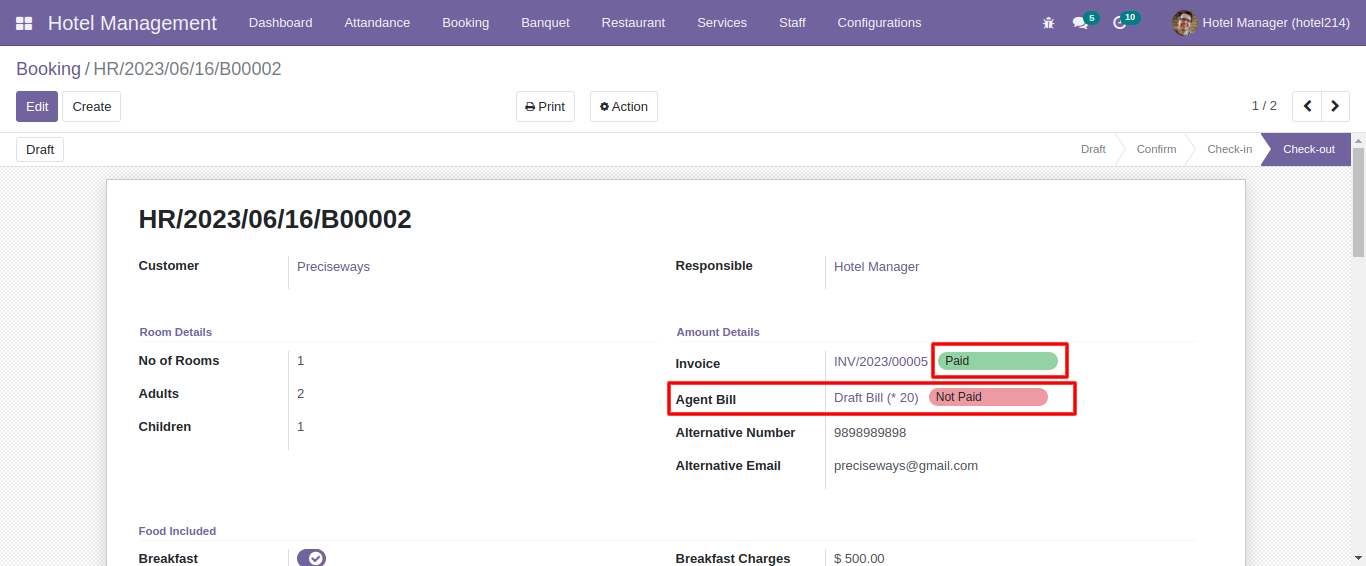 Hotel Management Dashboard Attandance Booking Banquet Restaurant Services Staff Configurations 5 10 Hotel Manager (hotel214)
Booking / HR/2023/06/16/B00002
Edit Create Print Action 1 / 2
Draft Draft Confirm Check-in Check-out
HR/2023/06/16/B00002
Customer Preciseways Responsible Hotel Manager
Room Details Amount Details
No of Rooms 1 Invoice INV/2023/00005 Paid
Adults 2 Agent Bill Draft Bill (* 20) Not Paid
Children 1 Alternative Number 9898989898
Alternative Email preciseways@gmail.com
Food Included
Breakfast Breakfast Charges $ 500.00